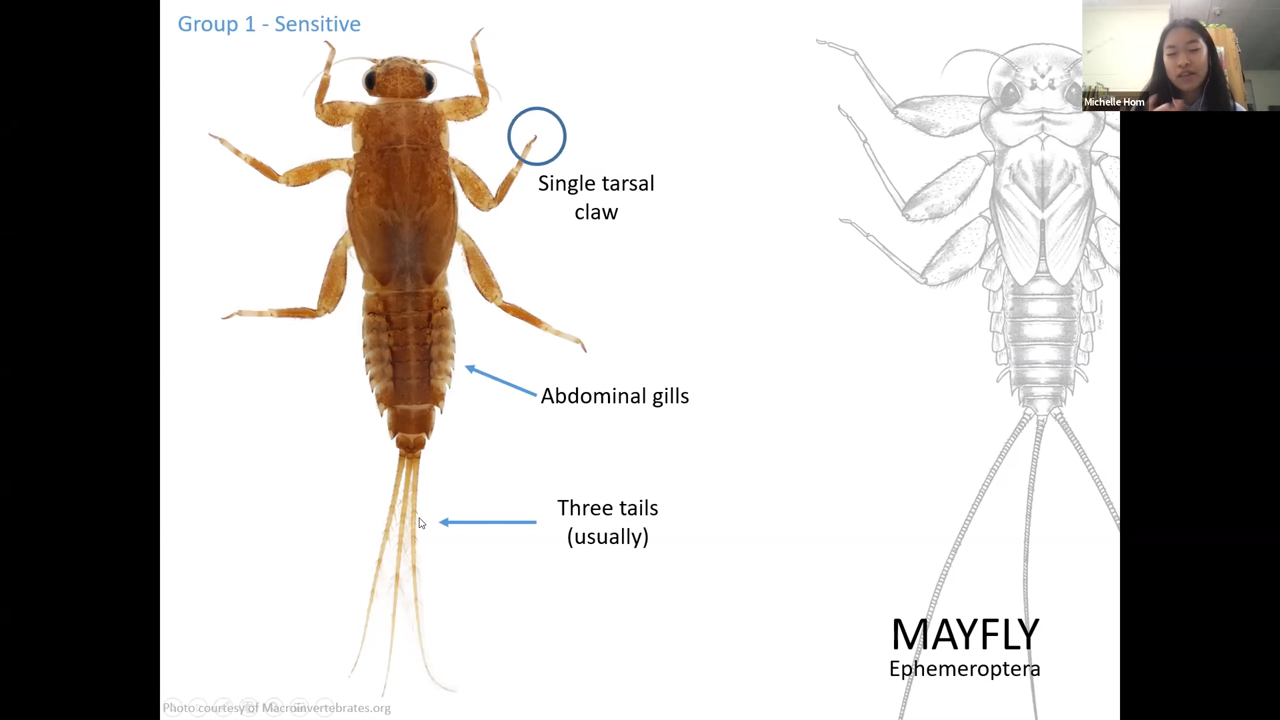 Group 1 - Sensitive
Michelle Hom
Single tarsal
claw
Abdominal gills
Three tails
(usually)
MAYFLY
Ephemeroptera
Photo courtesy of Macroinvertebrates.org